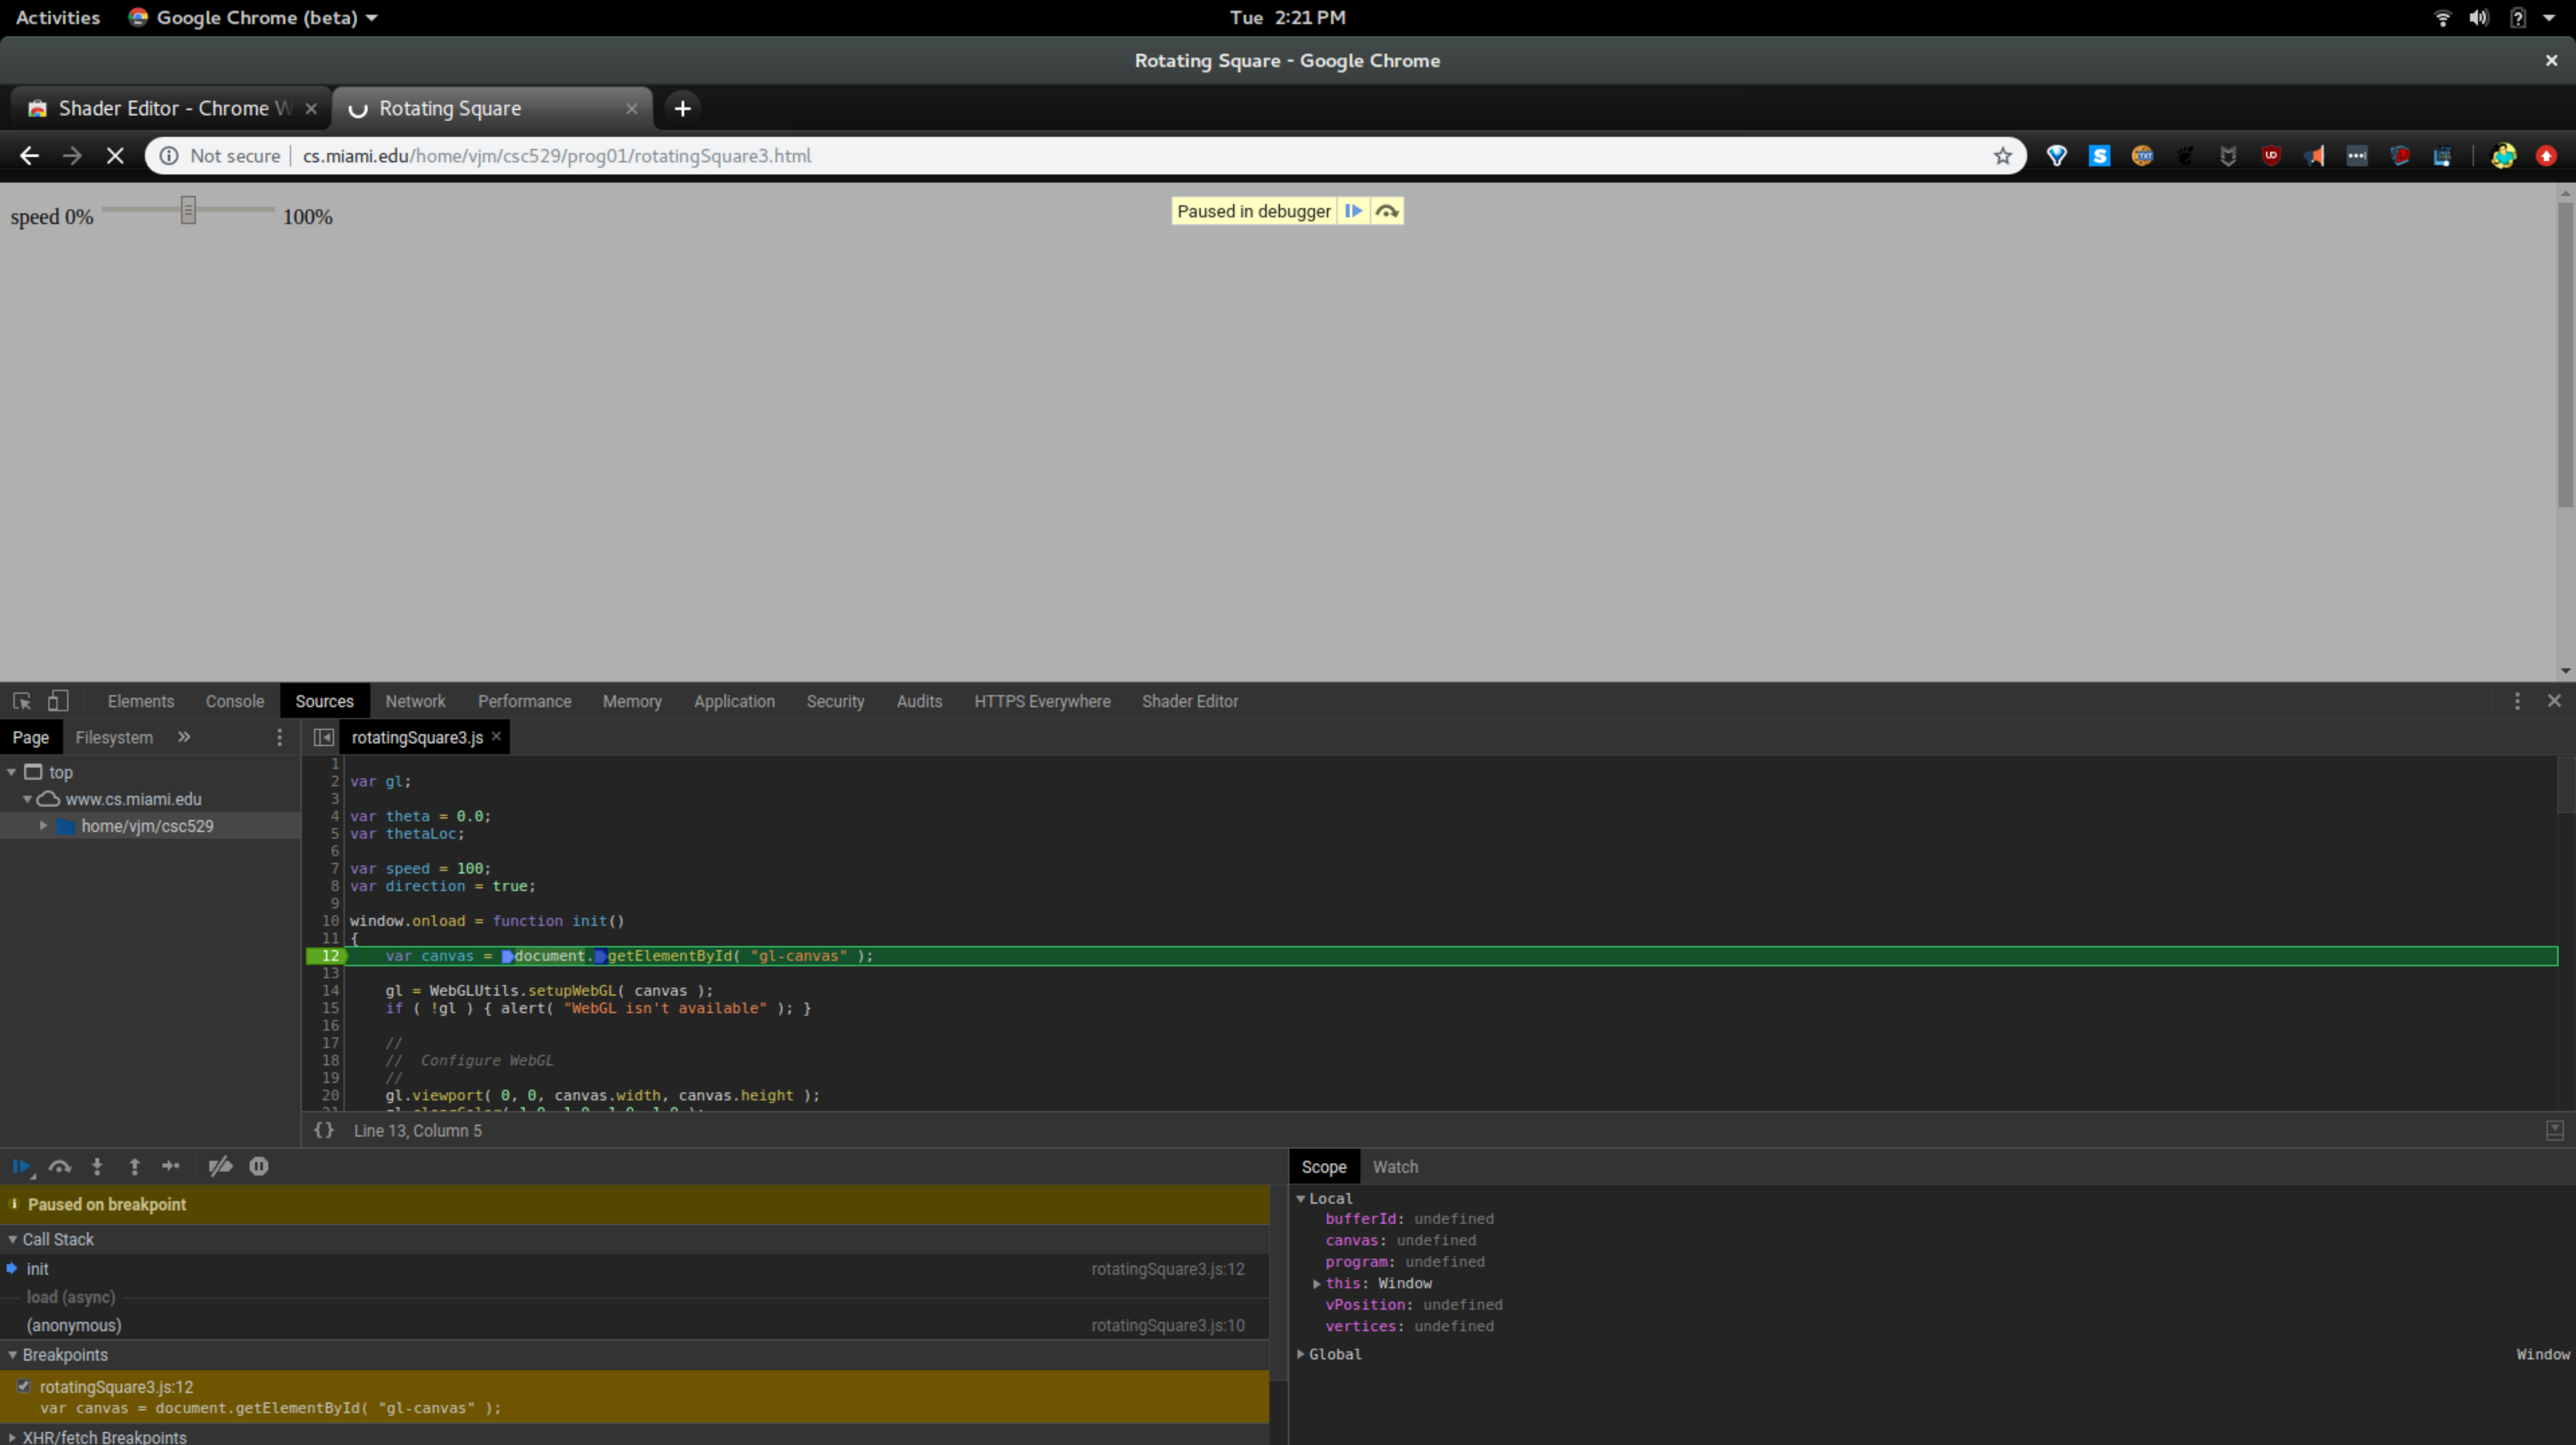 Activities Google Chrome (beta) Tue 2:21 PM
Rotating Square - Google Chrome
Shader Editor - Chrome W Rotating Square
Not secure cs.miami.edu/home/vjm/csc529/prog01/rotatingSquare3.html
speed 0% 100% Paused in debugger
Elements Console Sources Network Performance Memory Application Security Audits HTTPS Everywhere Shader Editor
Page Filesystem » rotatingSquare3.js
top
www.cs.miami.edu
home/vjm/csc529
1
2 var gl;
3
4 var theta = 0.0;
5 var thetaLoc;
6
7 var speed = 100;
8 var direction = true;
9
10 window.onload = function init()
11 {
12 var canvas = document.getElementById( "gl-canvas" );
13
14 gl = WebGLUtils.setupWebGL( canvas );
15 if ( !gl ) { alert( "WebGL isn't available" ); }
16
17 //
18 // Configure WebGL
19 //
20 gl.viewport( 0, 0, canvas.width, canvas.height );
{} Line 13, Column 5
Paused on breakpoint
Call Stack
init rotatingSquare3.js:12
load (async)
(anonymous) rotatingSquare3.js:10
Breakpoints
rotatingSquare3.js:12
var canvas = document.getElementById( "gl-canvas" );
XHR/fetch Breakpoints
Scope Watch
Local
bufferId: undefined
canvas: undefined
program: undefined
this: Window
vPosition: undefined
vertices: undefined
Global Window